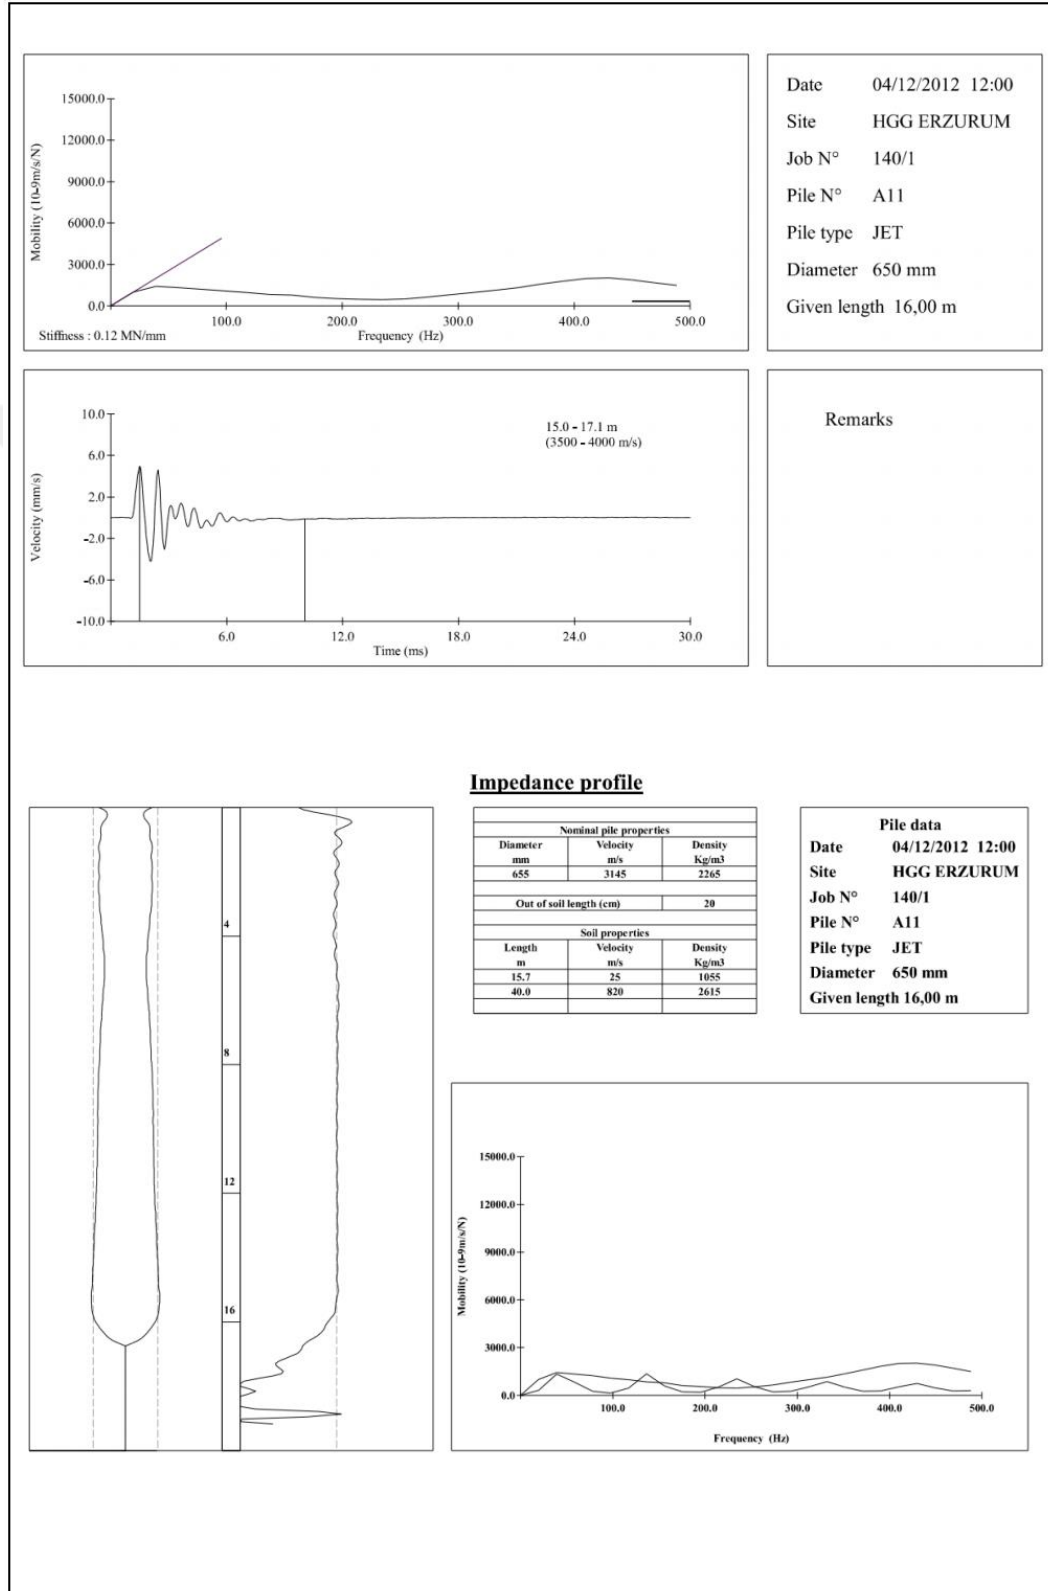 15000.0
12000.0
9000.0
6000.0
3000.0
0.0
Mobility (10-9m/s/N)
100.0 200.0 300.0 400.0 500.0
Stiffness : 0.12 MN/mm
Frequency (Hz)
Date 04/12/2012 12:00
Site HGG ERZURUM
Job N° 140/1
Pile N° A11
Pile type JET
Diameter 650 mm
Given length 16,00 m
10.0
6.0
2.0
-2.0
-6.0
-10.0
Velocity (mm/s)
15.0 - 17.1 m
(3500 - 4000 m/s)
6.0 12.0 18.0 24.0 30.0
Time (ms)
Remarks
Impedance profile
4
8
12
16
Nominal pile properties
Diameter Velocity Density
mm m/s Kg/m3
655 3145 2265
Out of soil length (cm) 20
Soil properties
Length Velocity Density
m m/s Kg/m3
15.7 25 1055
40.0 820 2615
Pile data
Date 04/12/2012 12:00
Site HGG ERZURUM
Job N° 140/1
Pile N° A11
Pile type JET
Diameter 650 mm
Given length 16,00 m
15000.0
12000.0
9000.0
6000.0
3000.0
0.0
Mobility (10-9m/s/N)
100.0 200.0 300.0 400.0 500.0
Frequency (Hz)